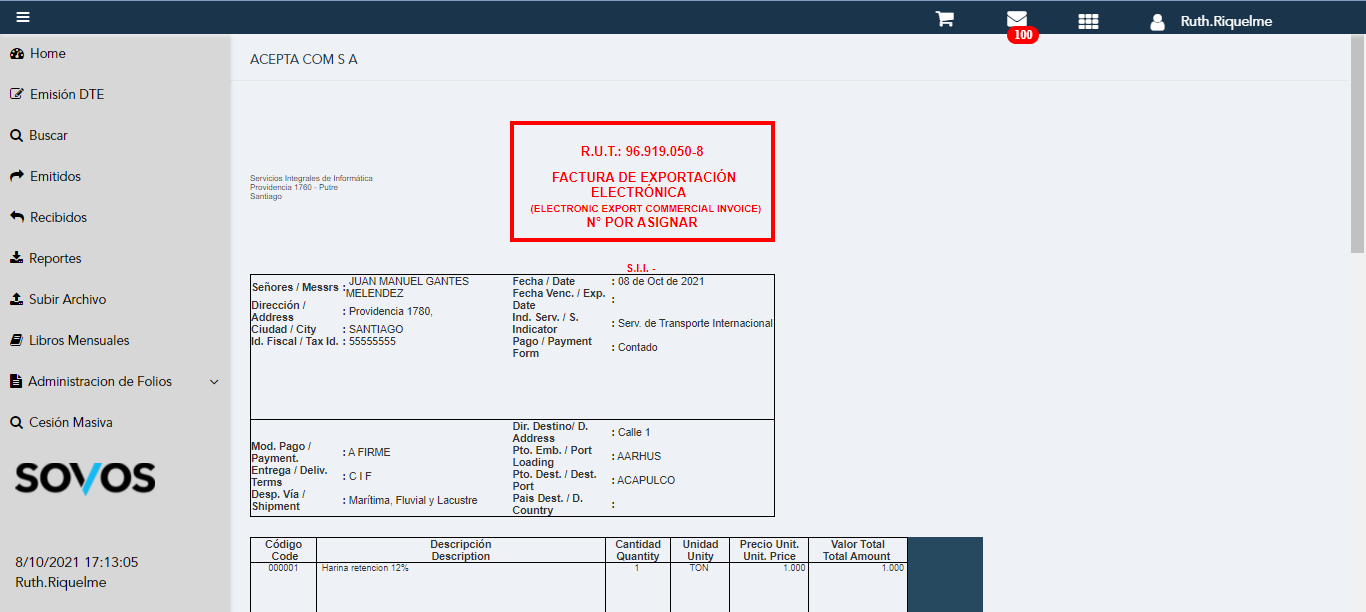 Ruth.Riquelme
100
Home
Emisión DTE
Buscar
Emitidos
Recibidos
Reportes
Subir Archivo
Libros Mensuales
Administracion de Folios
Cesión Masiva
SOVOS
8/10/2021 17:13:05
Ruth.Riquelme
ACEPTA COM S A
Servicios Integrales de Informática
Providencia 1760 - Putre
Santiago
R.U.T.: 96.919.050-8
FACTURA DE EXPORTACIÓN
ELECTRÓNICA
(ELECTRONIC EXPORT COMMERCIAL INVOICE)
N° POR ASIGNAR
S.I.I. -
Señores / Messrs : JUAN MANUEL GANTES
MELENDEZ
Dirección /
Address : Providencia 1780,
Ciudad / City : SANTIAGO
Id. Fiscal / Tax Id. : 55555555
Fecha / Date : 08 de Oct de 2021
Fecha Venc. / Exp.
Date :
Ind. Serv. / S.
Indicator : Serv. de Transporte Internacional
Pago / Payment
Form : Contado
Mod. Pago /
Payment. : A FIRME
Entrega / Deliv.
Terms : C I F
Desp. Vía /
Shipment : Marítima, Fluvial y Lacustre
Dir. Destino/ D.
Address : Calle 1
Pto. Emb. / Port
Loading : AARHUS
Pto. Dest. / Dest.
Port : ACAPULCO
Pais Dest. / D.
Country :
Código Descripción Cantidad Unidad Precio Unit. Valor Total
Code Description Quantity Unity Unit. Price Total Amount
000001 Harina retencion 12% 1 TON 1.000 1.000